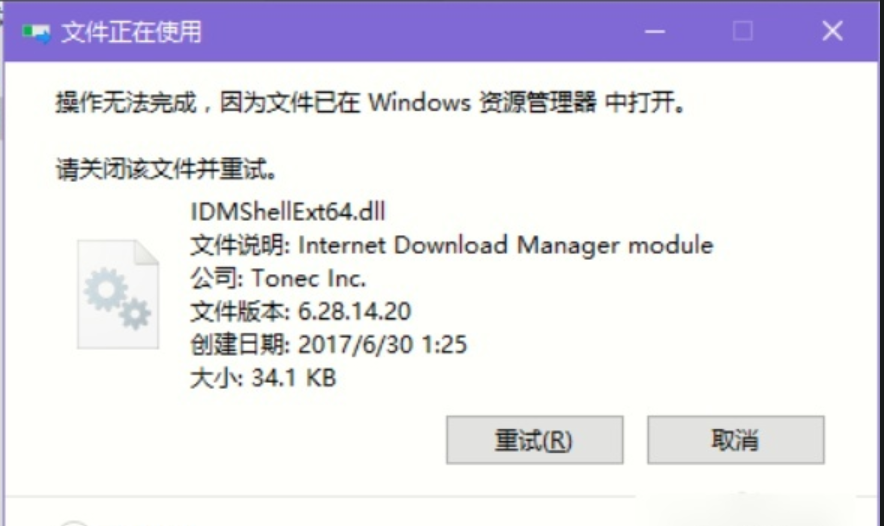 文件正在使用
操作无法完成，因为文件已在 Windows 资源管理器 中打开。
请关闭该文件并重试。
IDMShellExt64.dll
文件说明: Internet Download Manager module
公司: Tonec Inc.
文件版本: 6.28.14.20
创建日期: 2017/6/30 1:25
大小: 34.1 KB
重试(R)
取消